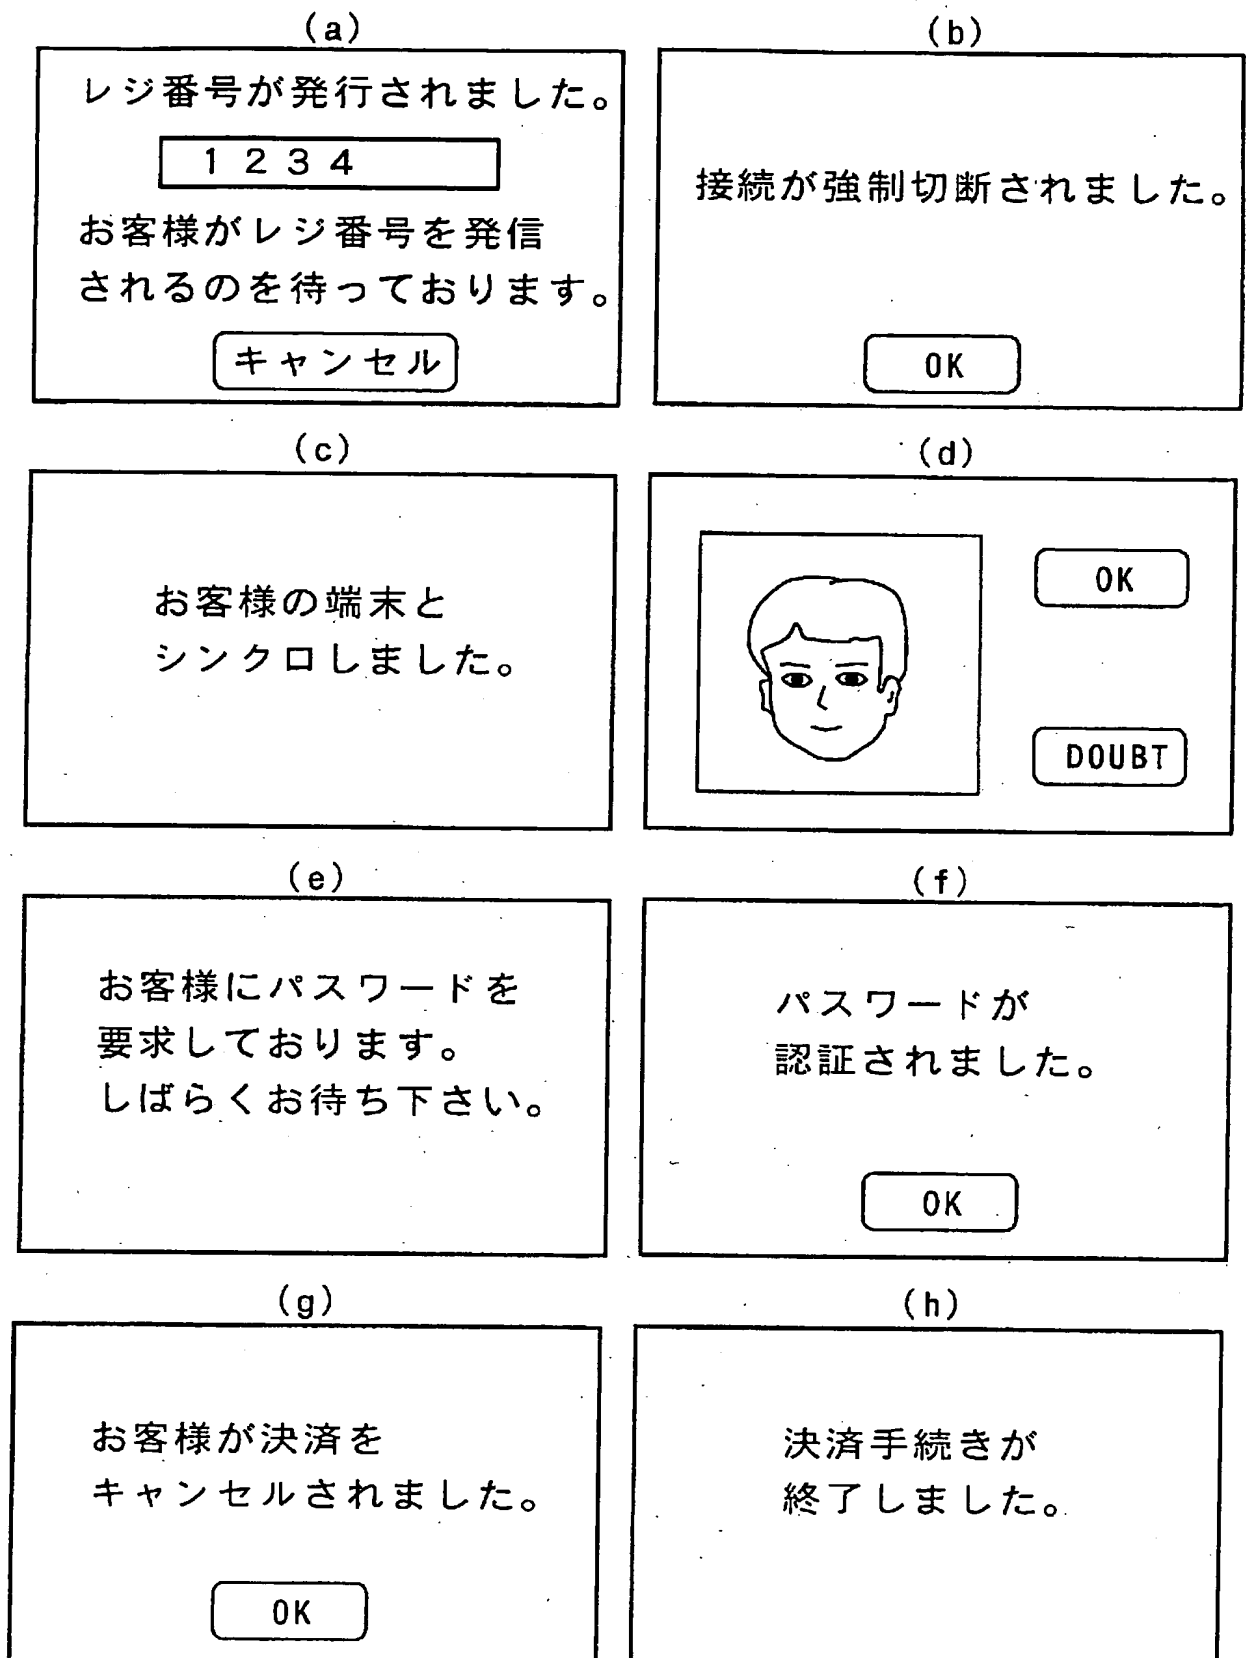 (a)
レジ番号が発行されました。
1234
お客様がレジ番号を発信
されるのを待っております。
キャンセル
(b)
接続が強制切断されました。
OK
(c)
お客様の端末と
シンクロしました。
(d)
OK
DOUBT
(e)
お客様にパスワードを
要求しております。
しばらくお待ち下さい。
(f)
パスワードが
認証されました。
OK
(g)
お客様が決済を
キャンセルされました。
OK
(h)
決済手続きが
終了しました。